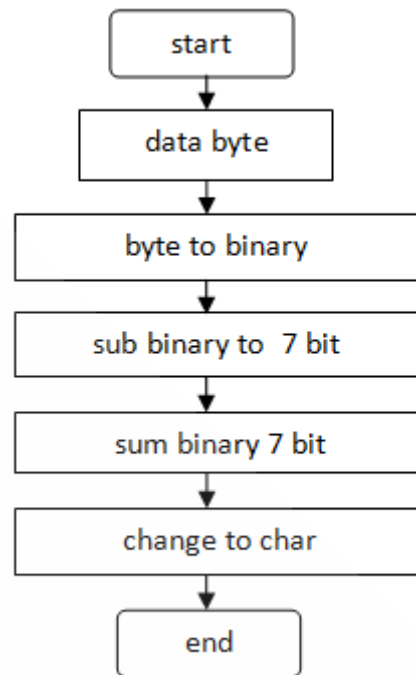 start
data byte
byte to binary
sub binary to 7 bit
sum binary 7 bit
change to char
end